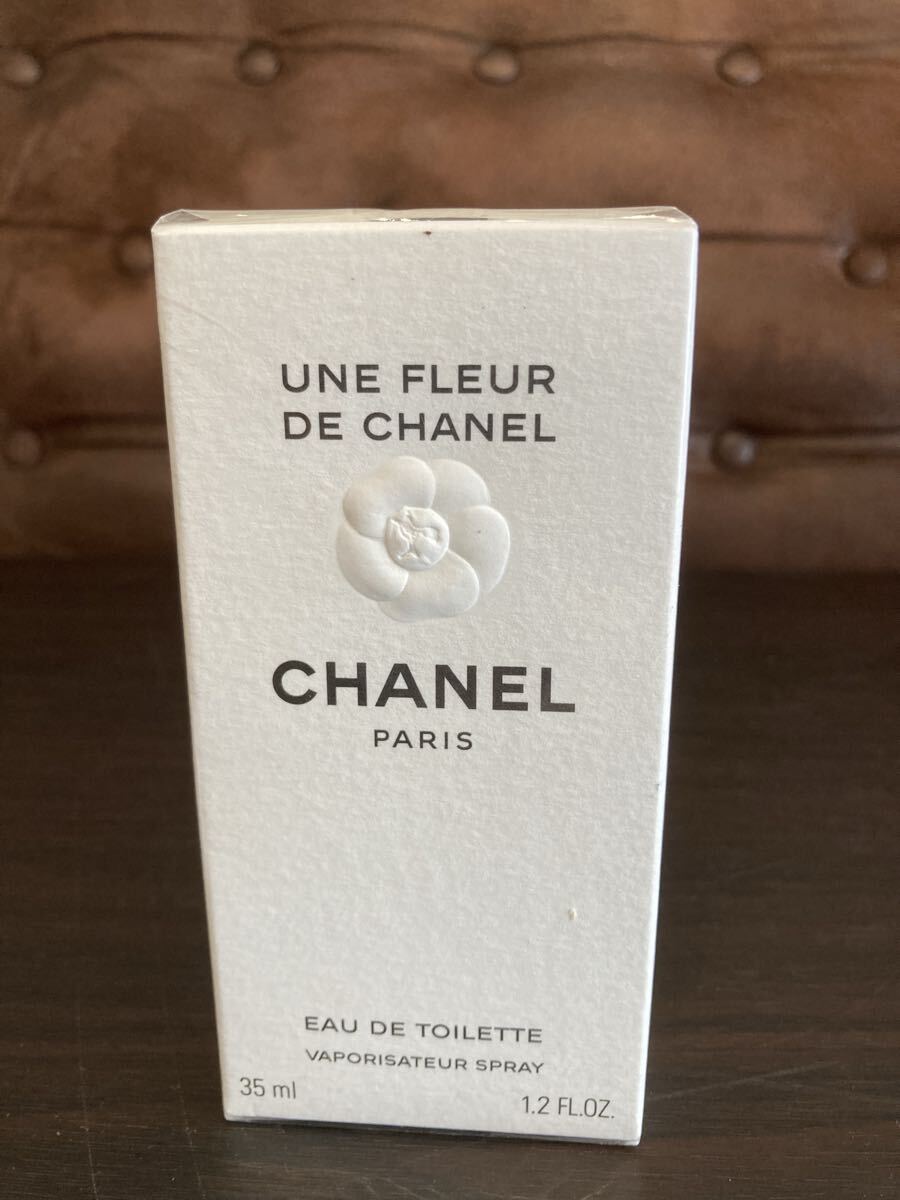 UNE FLEUR
DE CHANEL
CHANEL
PARIS
EAU DE TOILETTE
VAPORISATEUR SPRAY
35 ml
1.2 FL.OZ.